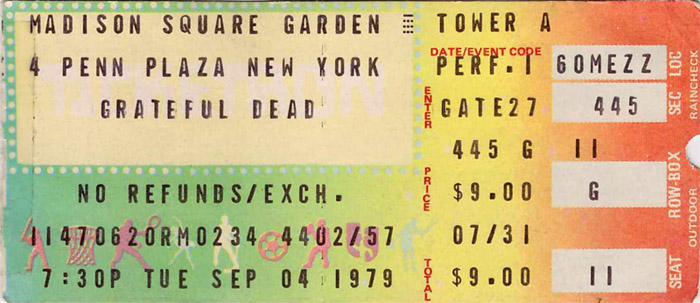 MADISON SQUARE GARDEN
4 PENN PLAZA NEW YORK
GRATEFUL DEAD
NO REFUNDS/EXCH.
1147062ORMO234 4402/57
7:30P TUE SEP 04 1979
TOWER A
DATE/EVENT CODE
PERF.1
ENTER
GATE27
445 G 11
PRICE
$9.00
07/31
TOTAL
$9.00
GOMEZZ
445
G
11
SEC LOC
RAINCHECK
ROW-BOX
OUTDOOR
SEAT